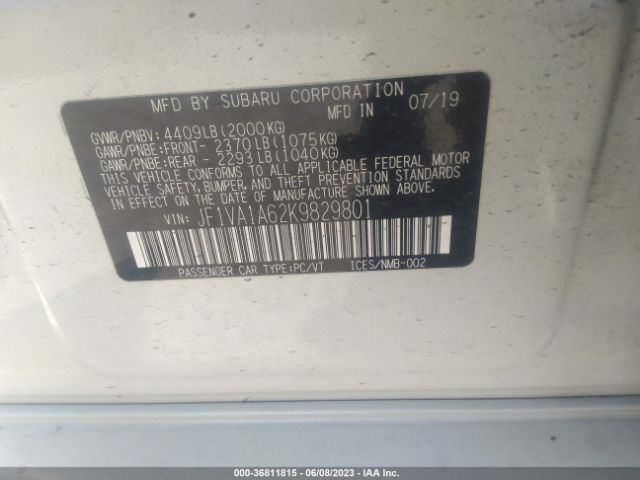 MFD BY SUBARU CORPORATION
MFD IN 07/19
GVWR/PNBV: 4409LB(2000KG)
GAWR/PNBE:FRONT- 2370LB(1075KG)
GAWR/PNBE:REAR - 2293LB(1040KG)
THIS VEHICLE CONFORMS TO ALL APPLICABLE FEDERAL MOTOR
VEHICLE SAFETY, BUMPER, AND THEFT PREVENTION STANDARDS
IN EFFECT ON THE DATE OF MANUFACTURE SHOWN ABOVE.
VIN: JF1VA1A62K9829801
PASSENGER CAR TYPE:PC/VT ICES/NMB-002
000-36811815 / 06/08/2023 / Copyright IAA, LLC